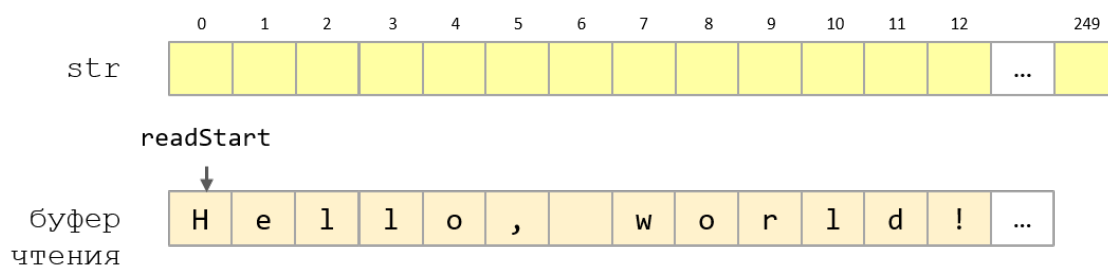 0 1 2 3 4 5 6 7 8 9 10 11 12 249
str ...
readStart
буфер чтения H e l l o , w o r l d ! ...